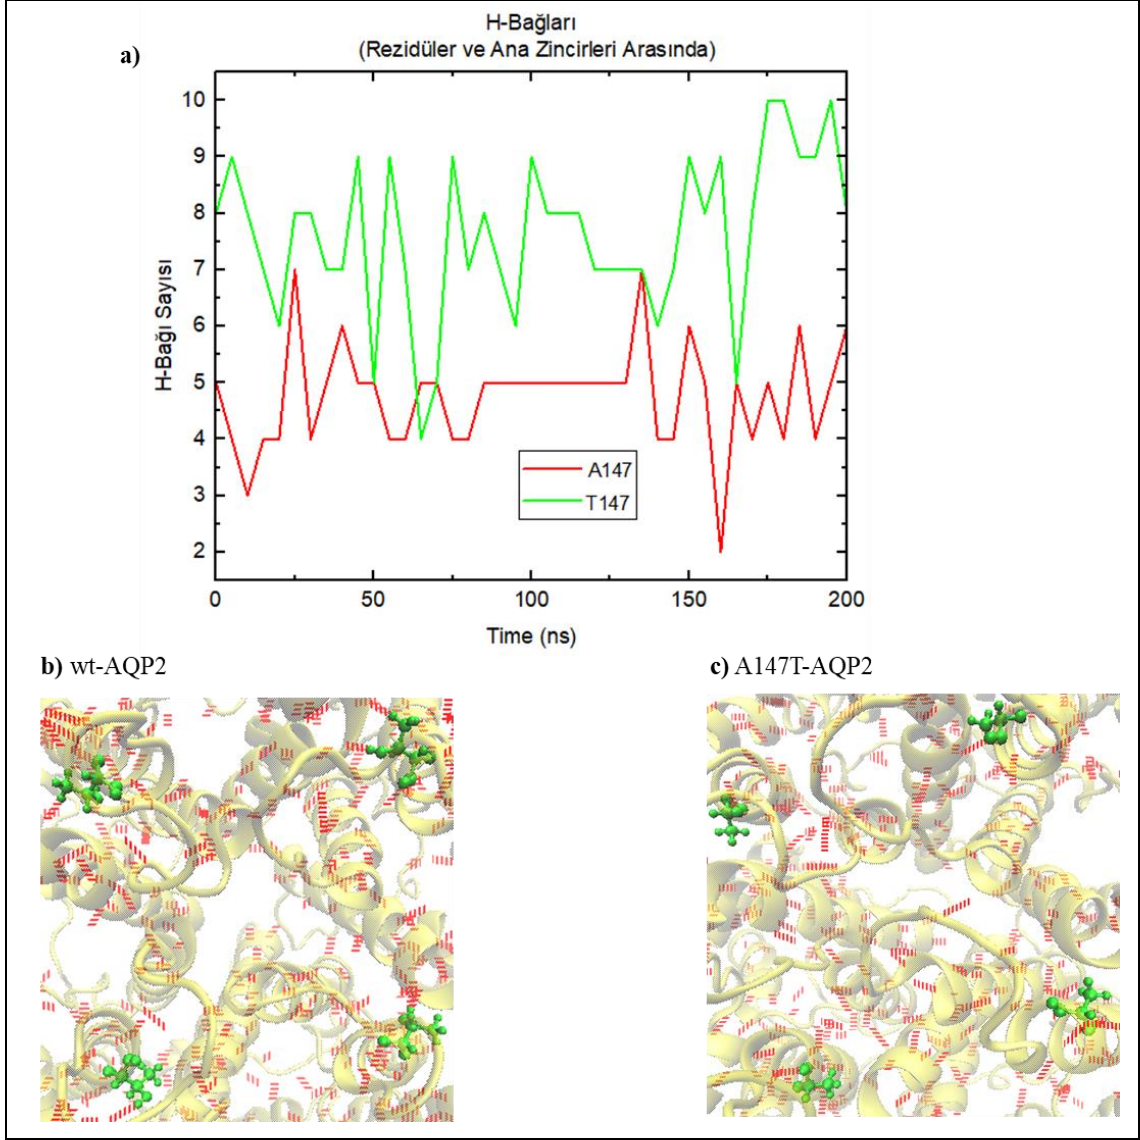 a)
H-Bağları
(Rezidüler ve Ana Zincirleri Arasında)
H-Bağı Sayısı
10
9
8
7
6
5
4
3
2
A147
T147
0 50 100 150 200
Time (ns)
b) wt-AQP2
c) A147T-AQP2